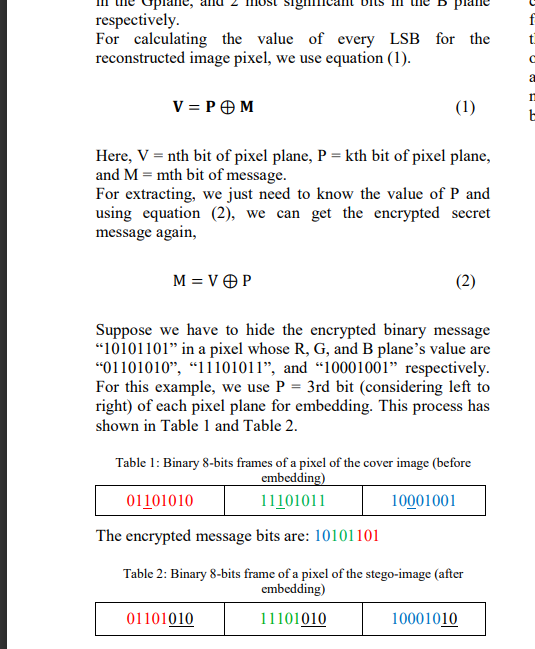 in the Gplane, and 2 most significant bits in the B plane
respectively.
For calculating the value of every LSB for the
reconstructed image pixel, we use equation (1).
V = P ⊕ M (1)
Here, V = nth bit of pixel plane, P = kth bit of pixel plane,
and M = mth bit of message.
For extracting, we just need to know the value of P and
using equation (2), we can get the encrypted secret
message again,
M = V ⊕ P (2)
Suppose we have to hide the encrypted binary message
“10101101” in a pixel whose R, G, and B plane’s value are
“01101010”, “11101011”, and “10001001” respectively.
For this example, we use P = 3rd bit (considering left to
right) of each pixel plane for embedding. This process has
shown in Table 1 and Table 2.
Table 1: Binary 8-bits frames of a pixel of the cover image (before
embedding)
01101010 11101011 10001001
The encrypted message bits are: 10101101
Table 2: Binary 8-bits frame of a pixel of the stego-image (after
embedding)
01101010 11101010 10001010